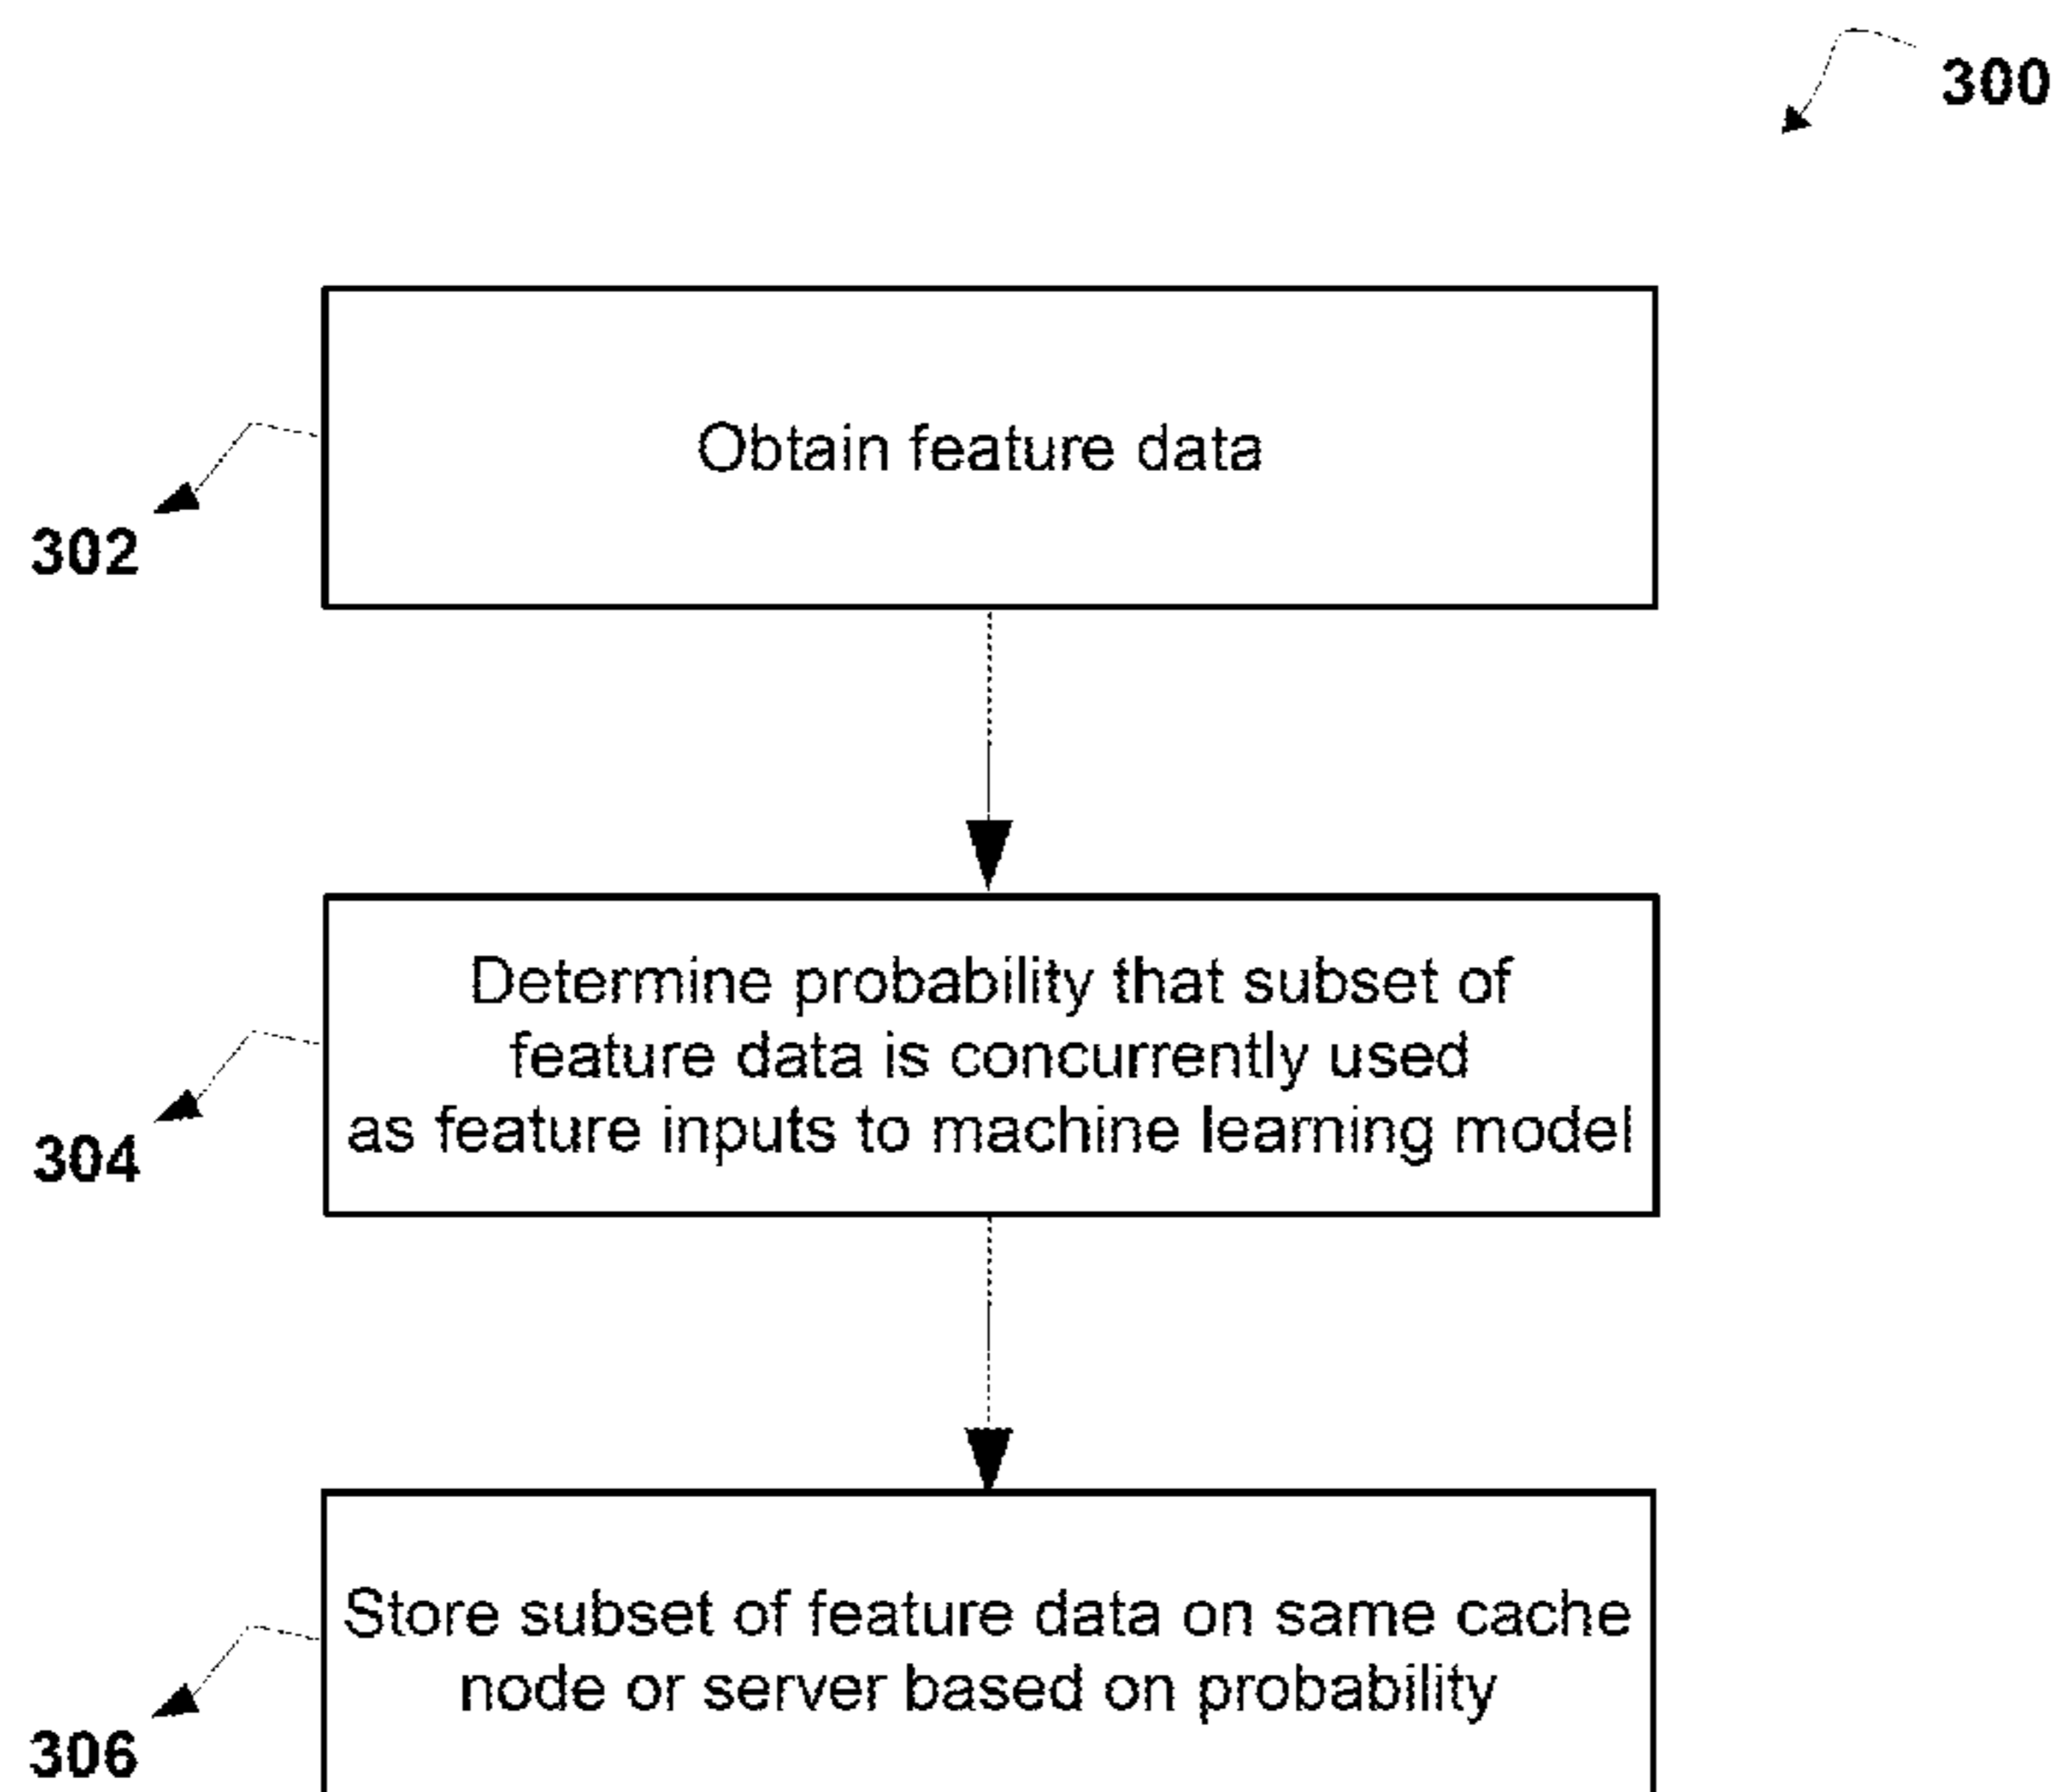 300
Obtain feature data
302
Determine probability that subset of
feature data is concurrently used
as feature inputs to machine learning model
304
Store subset of feature data on same cache
node or server based on probability
306